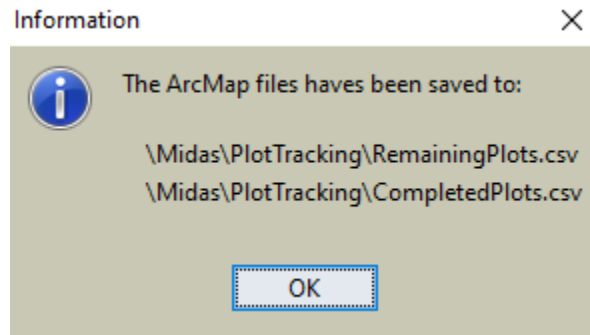 Information
The ArcMap files haves been saved to:
\Midas\PlotTracking\RemainingPlots.csv
\Midas\PlotTracking\CompletedPlots.csv
OK